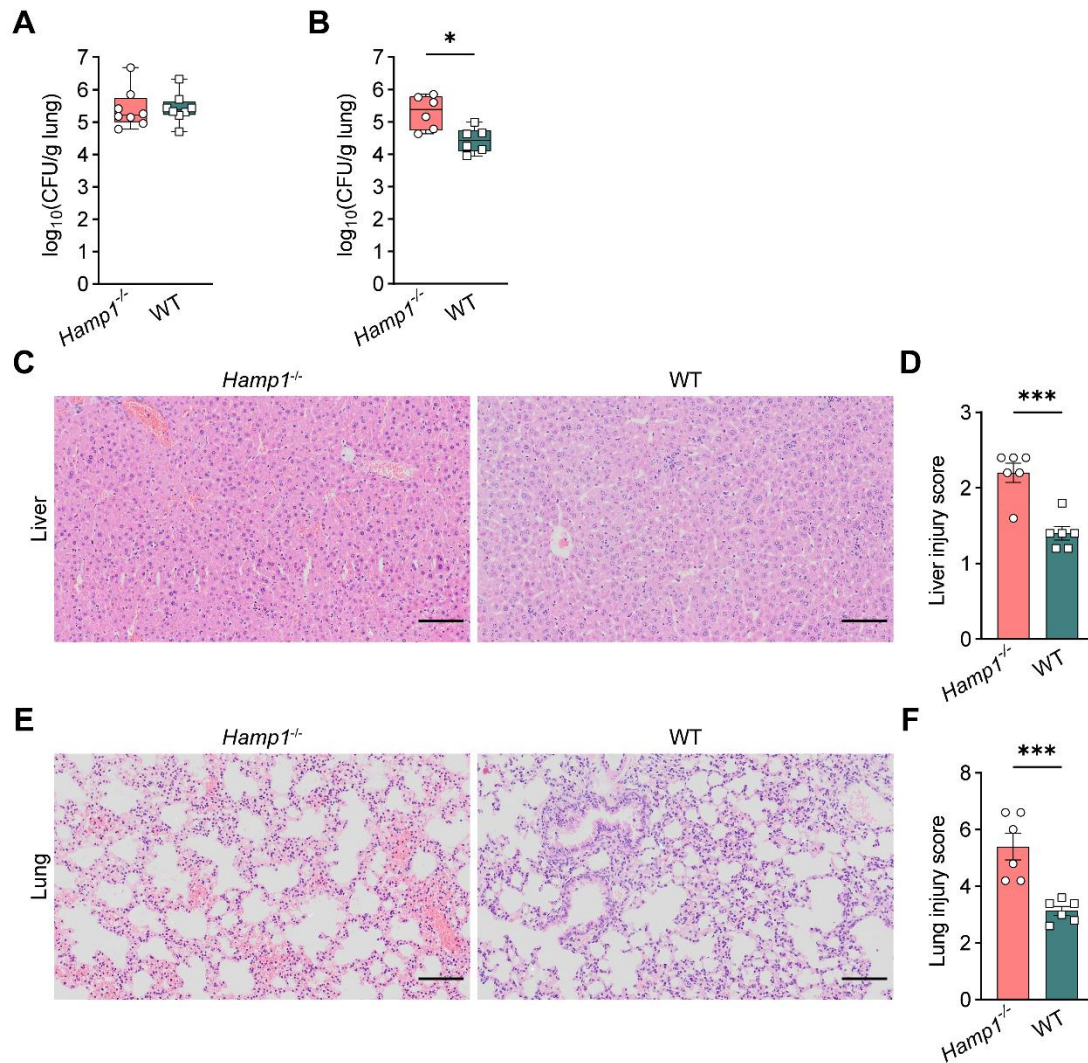 A
B
7
6
5
4
3
2
1
0
log10(CFU/g lung)
Hamp1-/-
WT
7
6
5
4
3
2
1
0
log10(CFU/g lung)
*
Hamp1-/-
WT
C
Hamp1-/-
WT
Liver
D
***
3
2
1
0
Liver injury score
Hamp1-/-
WT
E
Hamp1-/-
WT
Lung
F
***
8
6
4
2
0
Lung injury score
Hamp1-/-
WT